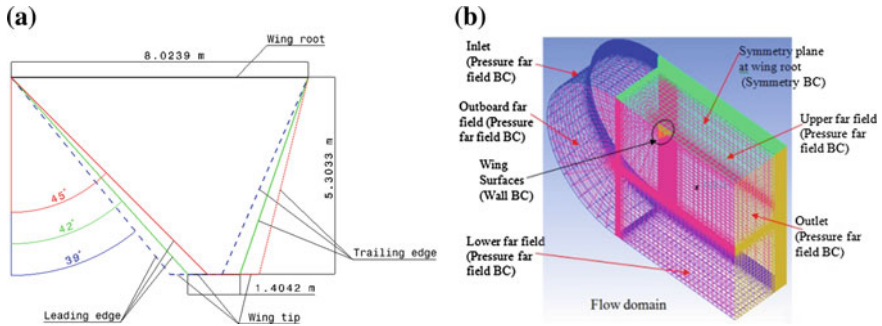 (a)
Wing root
8.0239 m
5.3033 m
45°
42°
39°
Trailing edge
1.4042 m
Leading edge
Wing tip
(b)
Inlet
(Pressure far
field BC)
Symmetry plane
at wing root
(Symmetry BC)
Outboard far
field (Pressure
far field BC)
Upper far field
(Pressure far
field BC)
Wing
Surfaces
(Wall BC)
Outlet
(Pressure far
field BC)
Lower far field
(Pressure far
field BC)
Flow domain